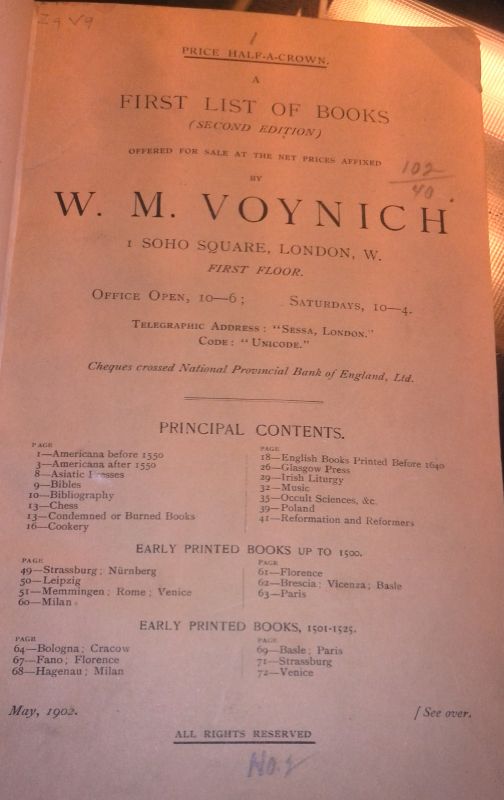 Z9 V9
1
PRICE HALF-A-CROWN.
A
FIRST LIST OF BOOKS
(SECOND EDITION)
OFFERED FOR SALE AT THE NET PRICES AFFIXED
102
40
BY
W. M. VOYNICH
1 SOHO SQUARE, LONDON, W.
FIRST FLOOR.
OFFICE OPEN, 10—6; SATURDAYS, 10—4.
TELEGRAPHIC ADDRESS: "SESSA, LONDON."
CODE: "UNICODE."
Cheques crossed National Provincial Bank of England, Ltd.
PRINCIPAL CONTENTS.
PAGE
1—Americana before 1550
3—Americana after 1550
8—Asiatic Presses
9—Bibles
10—Bibliography
13—Chess
13—Condemned or Burned Books
16—Cookery
PAGE
18—English Books Printed Before 1640
26—Glasgow Press
29—Irish Liturgy
32—Music
35—Occult Sciences, &c.
39—Poland
41—Reformation and Reformers
EARLY PRINTED BOOKS UP TO 1500.
PAGE
49—Strassburg; Nürnberg
50—Leipzig
51—Memmingen; Rome; Venice
60—Milan
PAGE
61—Florence
62—Brescia; Vicenza; Basle
63—Paris
EARLY PRINTED BOOKS, 1501-1525.
PAGE
64—Bologna; Cracow
67—Fano; Florence
68—Hagenau; Milan
PAGE
69—Basle; Paris
71—Strassburg
72—Venice
May, 1902.
[See over.
ALL RIGHTS RESERVED
No. 2